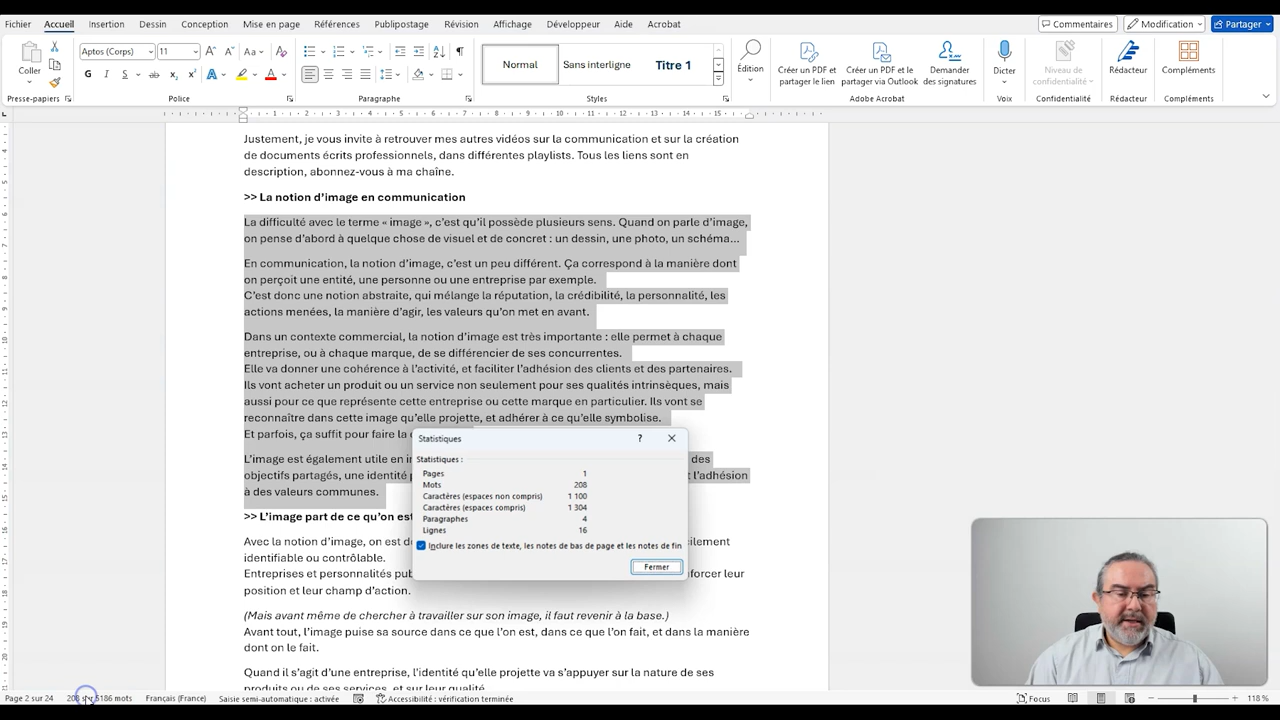 Fichier Accueil Insertion Dessin Conception Mise en page Références Publipostage Révision Affichage Développeur Aide Acrobat Commentaires Modification Partager
Coller
Aptos (Corps) 11
Normal Sans interligne Titre 1
Édition
Créer un PDF et partager le lien
Créer un PDF et partager via Outlook
Demander des signatures
Dicter
Niveau de confidentialité
Rédacteur
Compléments
Presse-papiers Police Paragraphe Styles Adobe Acrobat Voix Confidentialité Rédacteur Compléments
Justement, je vous invite à retrouver mes autres vidéos sur la communication et sur la création
de documents écrits professionnels, dans différentes playlists. Tous les liens sont en
description, abonnez-vous à ma chaîne.
>> La notion d'image en communication
La difficulté avec le terme « image », c'est qu'il possède plusieurs sens. Quand on parle d'image,
on pense d'abord à quelque chose de visuel et de concret : un dessin, une photo, un schéma…
En communication, la notion d'image, c'est un peu différent. Ça correspond à la manière dont
on perçoit une entité, une personne ou une entreprise par exemple.
C'est donc une notion abstraite, qui mélange la réputation, la crédibilité, la personnalité, les
actions menées, la manière d'agir, les valeurs qu'on met en avant.
Dans un contexte commercial, la notion d'image est très importante : elle permet à chaque
entreprise, ou à chaque marque, de se différencier de ses concurrentes.
Elle va donner une cohérence à l'activité, et faciliter l'adhésion des clients et des partenaires.
Ils vont acheter un produit ou un service non seulement pour ses qualités intrinsèques, mais
aussi pour ce que représente cette entreprise ou cette marque en particulier. Ils vont se
reconnaître dans cette image qu'elle projette, et adhérer à ce qu'elle symbolise.
Et parfois, ça suffit pour faire la
L'image est également utile en des
objectifs partagés, une identité l'adhésion
à des valeurs communes.
>> L'image part de ce qu'on est
Avec la notion d'image, on est
identifiable ou contrôlable.
Entreprises et personnalités leur
position et leur champ d'action.
(Mais avant même de chercher à travailler sur son image, il faut revenir à la base.)
Avant tout, l'image puise sa source dans ce que l'on est, dans ce que l'on fait, et dans la manière
dont on le fait.
Quand il s'agit d'une entreprise, l'identité qu'elle projette va s'appuyer sur la nature de ses
produits ou de ses services, et sur leur qualité.
Statistiques
Statistiques :
Pages 1
Mots 208
Caractères (espaces non compris) 1 100
Caractères (espaces compris) 1 304
Paragraphes 4
Lignes 16
Inclure les zones de texte, les notes de bas de page et les notes de fin
Fermer
Page 2 sur 24 208 sur 5186 mots Français (France) Saisie semi-automatique : activée Accessibilité : vérification terminée Focus 118 %